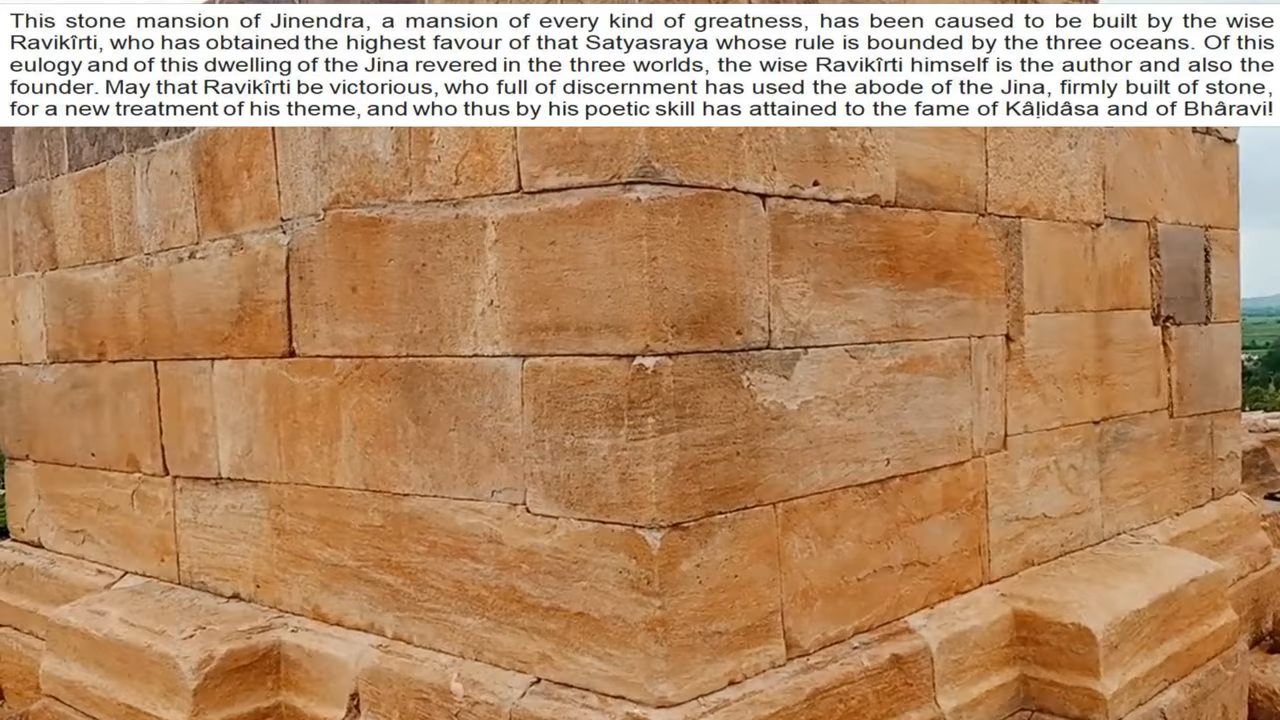 This stone mansion of Jinendra, a mansion of every kind of greatness, has been caused to be built by the wise
Ravikîrti, who has obtained the highest favour of that Satyasraya whose rule is bounded by the three oceans. Of this
eulogy and of this dwelling of the Jina revered in the three worlds, the wise Ravikîrti himself is the author and also the
founder. May that Ravikîrti be victorious, who full of discernment has used the abode of the Jina, firmly built of stone,
for a new treatment of his theme, and who thus by his poetic skill has attained to the fame of Kâḷidâsa and of Bhâravi!